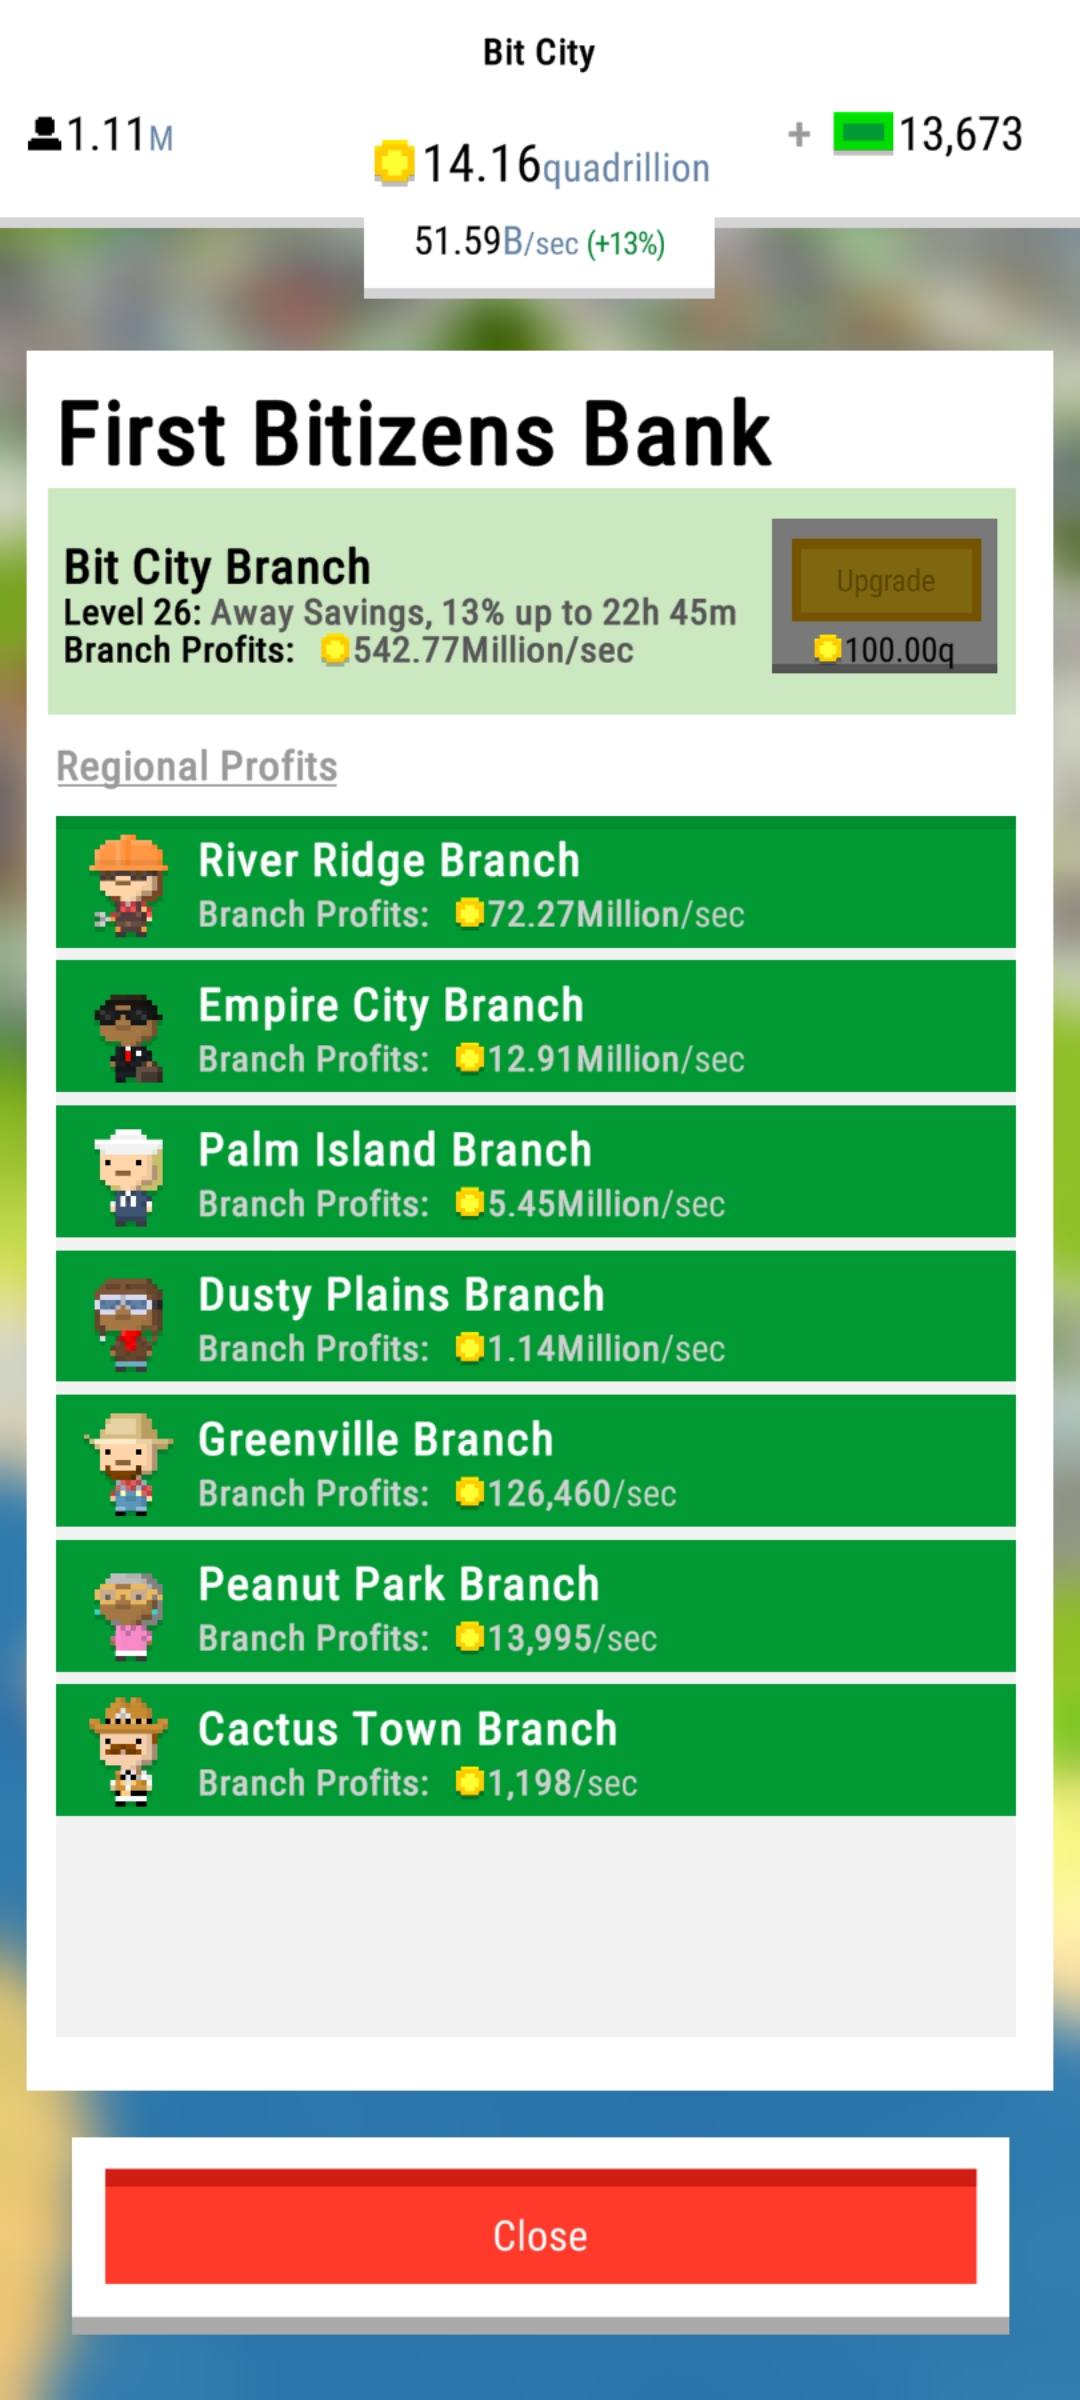 Bit City
1.11M
14.16quadrillion
+ 13,673
51.59B/sec (+13%)
First Bitizens Bank
Bit City Branch
Level 26: Away Savings, 13% up to 22h 45m
Branch Profits: 542.77Million/sec
Upgrade
100.00q
Regional Profits
River Ridge Branch
Branch Profits: 72.27Million/sec
Empire City Branch
Branch Profits: 12.91Million/sec
Palm Island Branch
Branch Profits: 5.45Million/sec
Dusty Plains Branch
Branch Profits: 1.14Million/sec
Greenville Branch
Branch Profits: 126,460/sec
Peanut Park Branch
Branch Profits: 13,995/sec
Cactus Town Branch
Branch Profits: 1,198/sec
Close